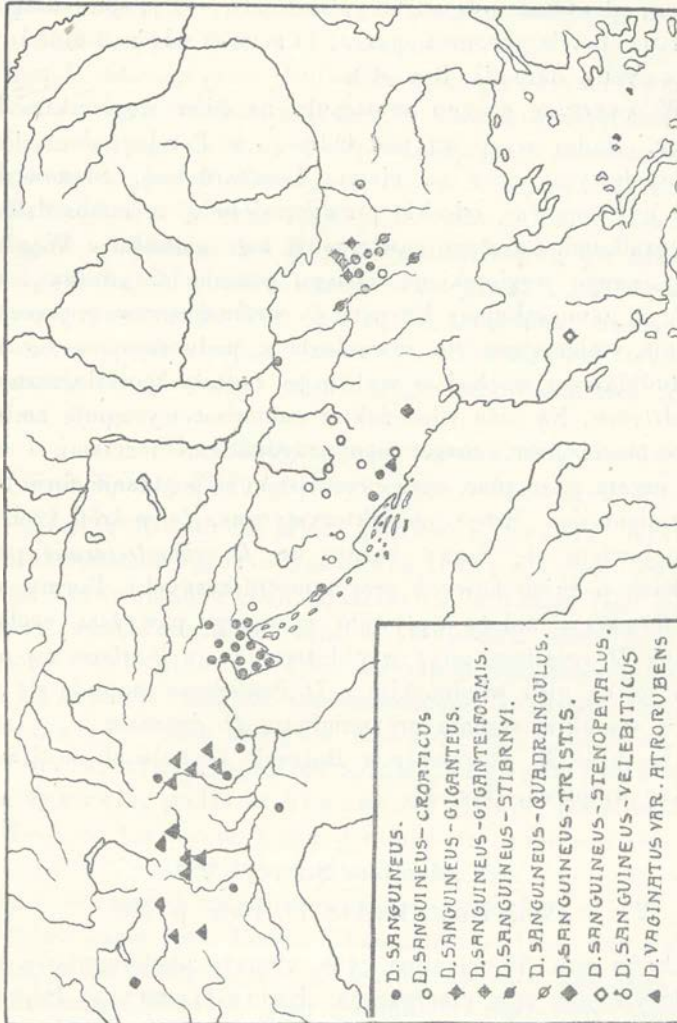 D. SANGUINEUS.
D. SANGUINEUS-CROATICUS
D. SANGUINEUS-GIGANTEUS.
D. SANGUINEUS-GIGANTEIFORMIS.
D. SANGUINEUS-STIBRNYI.
D. SANGUINEUS-QUADRANGULUS.
D. SANGUINEUS-TRISTIS.
D. SANGUINEUS-STENOPETALUS.
D. SANGUINEUS-VELEBITICUS
D. VAGINATUS VAR. ATRORUBENS